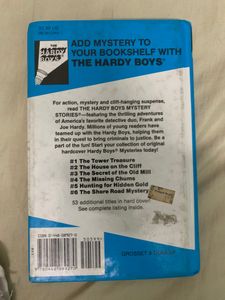 THE
HARDY
BOYS
ADD MYSTERY TO
YOUR BOOKSHELF WITH
THE HARDY BOYS®
For action, mystery and cliff-hanging suspense,
read THE HARDY BOYS MYSTERY
STORIES®—featuring the thrilling adventures
of America's favorite detective duo, Frank and
Joe Hardy. Millions of young readers have
teamed up with the Hardy Boys, helping them
in their quest to bring criminals to justice. Be a
part of the fun! Start your collection of original
hardcover Hardy Boys® Mysteries today!
#1 The Tower Treasure
#2 The House on the Cliff
#3 The Secret of the Old Mill
#4 The Missing Chums
#5 Hunting for Hidden Gold
#6 The Shore Road Mystery
53 additional titles in hard cover.
See complete listing inside.
GROSSET & DUNLAP